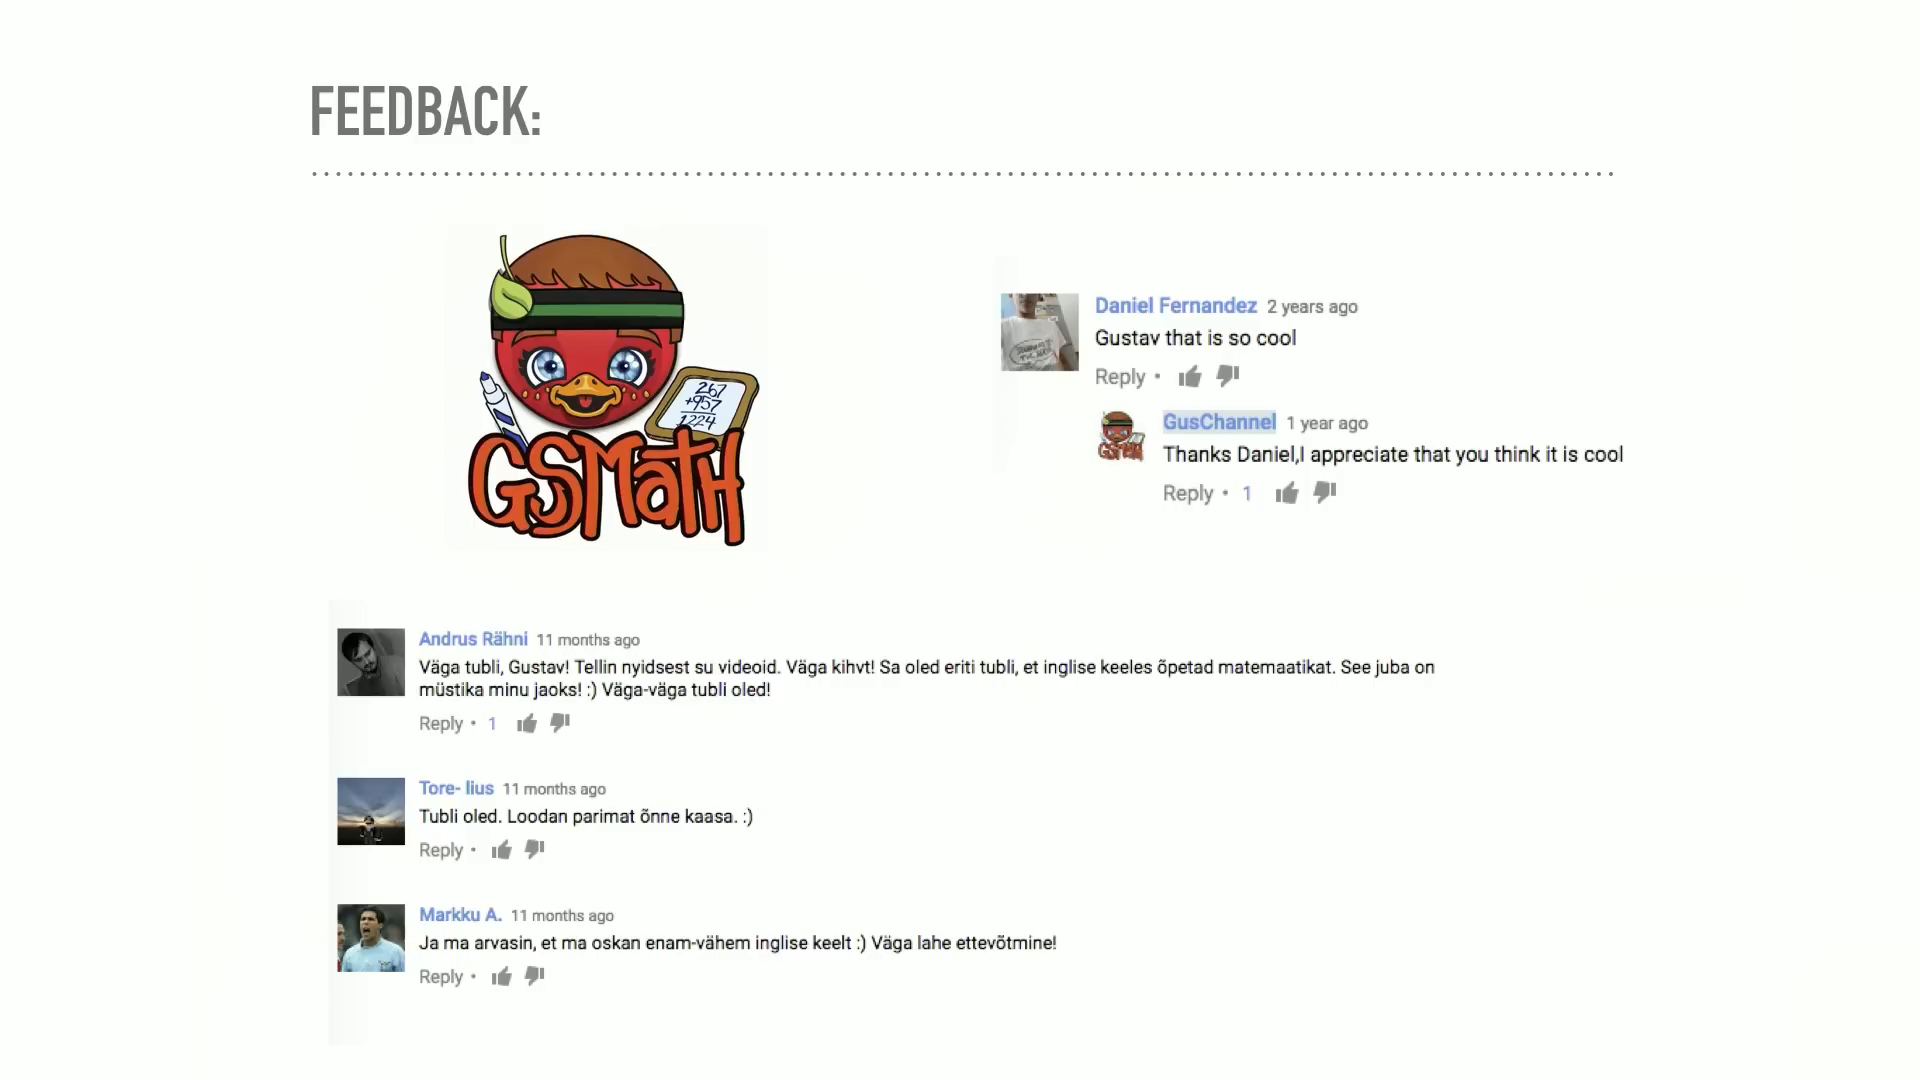 FEEDBACK:
267
+957
1224
GSMATH
Daniel Fernandez 2 years ago
Gustav that is so cool
Reply •
GusChannel 1 year ago
Thanks Daniel,I appreciate that you think it is cool
Reply • 1
Andrus Rähni 11 months ago
Väga tubli, Gustav! Tellin nyidsest su videoid. Väga kihvt! Sa oled eriti tubli, et inglise keeles õpetad matemaatikat. See juba on
müstika minu jaoks! :) Väga-väga tubli oled!
Reply • 1
Tore- lius 11 months ago
Tubli oled. Loodan parimat õnne kaasa. :)
Reply •
Markku A. 11 months ago
Ja ma arvasin, et ma oskan enam-vähem inglise keelt :) Väga lahe ettevõtmine!
Reply •